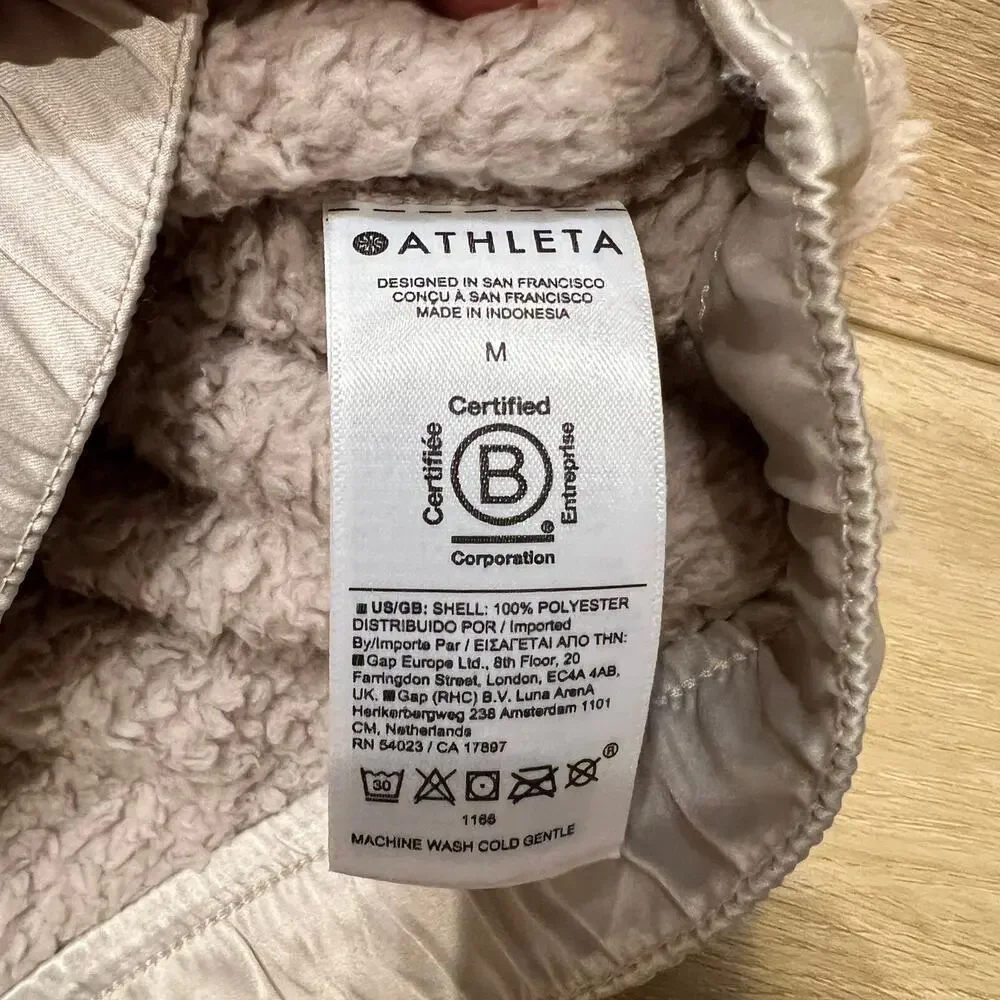 ATHLETA
DESIGNED IN SAN FRANCISCO
CONÇU À SAN FRANCISCO
MADE IN INDONESIA
M
Certified
Certifiée
B
Entreprise
®
Corporation
US/GB: SHELL: 100% POLYESTER
DISTRIBUIDO POR / Imported
By/Importe Par / ΕΙΣΑΓΕΤΑΙ ΑΠΟ ΤΗΝ:
Gap Europe Ltd., 8th Floor, 20
Farringdon Street, London, EC4A 4AB,
UK. Gap (RHC) B.V. Luna ArenA
Herikerbergweg 238 Amsterdam 1101
CM, Netherlands
RN 54023 / CA 17897
30
®
1166
MACHINE WASH COLD GENTLE